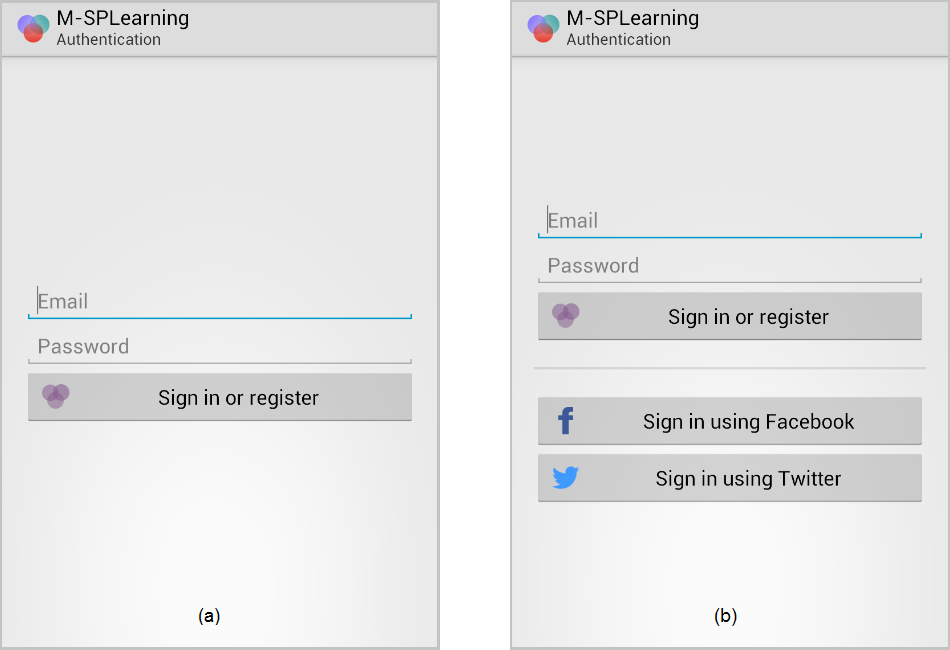 M-SPLearning
Authentication
Email
Password
Sign in or register
(a)
M-SPLearning
Authentication
Email
Password
Sign in or register
Sign in using Facebook
Sign in using Twitter
(b)